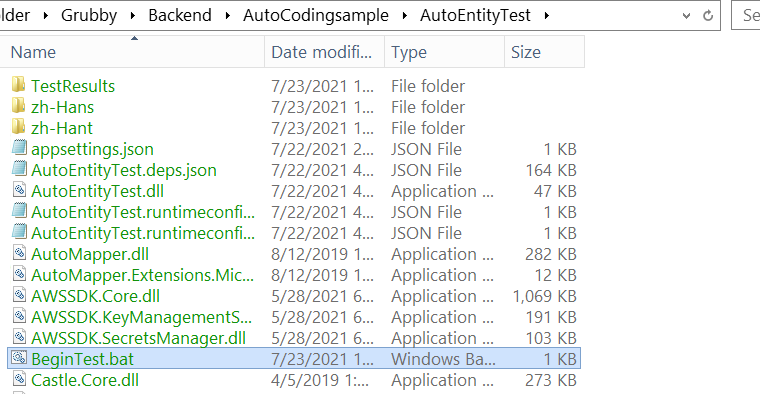 lder > Grubby > Backend > AutoCodingsample > AutoEntityTest > Se
Name Date modifi... Type Size
TestResults 7/23/2021 1... File folder
zh-Hans 7/23/2021 1... File folder
zh-Hant 7/23/2021 1... File folder
appsettings.json 7/22/2021 2... JSON File 1 KB
AutoEntityTest.deps.json 7/22/2021 4... JSON File 164 KB
AutoEntityTest.dll 7/22/2021 4... Application ... 47 KB
AutoEntityTest.runtimeconfi... 7/22/2021 4... JSON File 1 KB
AutoEntityTest.runtimeconfi... 7/22/2021 4... JSON File 1 KB
AutoMapper.dll 8/12/2019 1... Application ... 282 KB
AutoMapper.Extensions.Mic... 8/12/2019 1... Application ... 12 KB
AWSSDK.Core.dll 5/28/2021 6... Application ... 1,069 KB
AWSSDK.KeyManagementS... 5/28/2021 6... Application ... 191 KB
AWSSDK.SecretsManager.dll 5/28/2021 6... Application ... 103 KB
BeginTest.bat 7/23/2021 1... Windows Ba... 1 KB
Castle.Core.dll 4/5/2019 1:... Application ... 273 KB